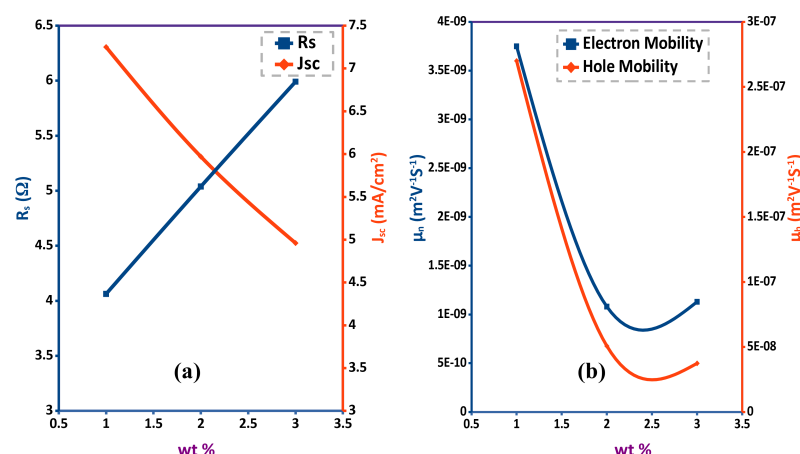 6.5
6
5.5
5
4.5
4
3.5
3
Rs (Ω)
7.5
7
6.5
6
5.5
5
4.5
4
3.5
3
Jsc (mA/cm²)
Rs
Jsc
(a)
0.5 1 1.5 2 2.5 3 3.5
wt %
4E-09
4E-09
3E-09
3E-09
2E-09
2E-09
1.5E-09
1E-09
5E-10
0
μn (m²V⁻¹S⁻¹)
3E-07
2.5E-07
2E-07
1.5E-07
1E-07
5E-08
0
μh (m²V⁻¹S⁻¹)
Electron Mobility
Hole Mobility
(b)
0.5 1 1.5 2 2.5 3 3.5
wt %